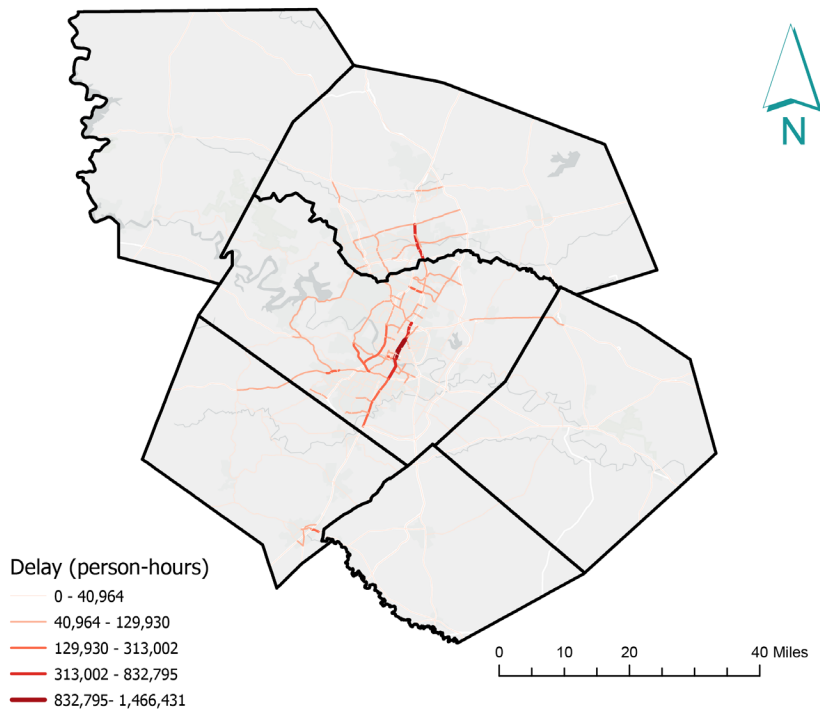 N
Delay (person-hours)
0 - 40,964
40,964 - 129,930
129,930 - 313,002
313,002 - 832,795
832,795- 1,466,431
0 10 20 40 Miles